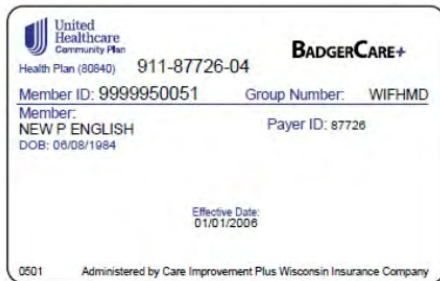 United
Healthcare
Community Plan
BADGERCARE+
Health Plan (80840) 911-87726-04
Member ID: 9999950051 Group Number: WIFHMD
Member:
NEW P ENGLISH Payer ID: 87726
DOB: 06/08/1984
Effective Date:
01/01/2006
0501 Administered by Care Improvement Plus Wisconsin Insurance Company